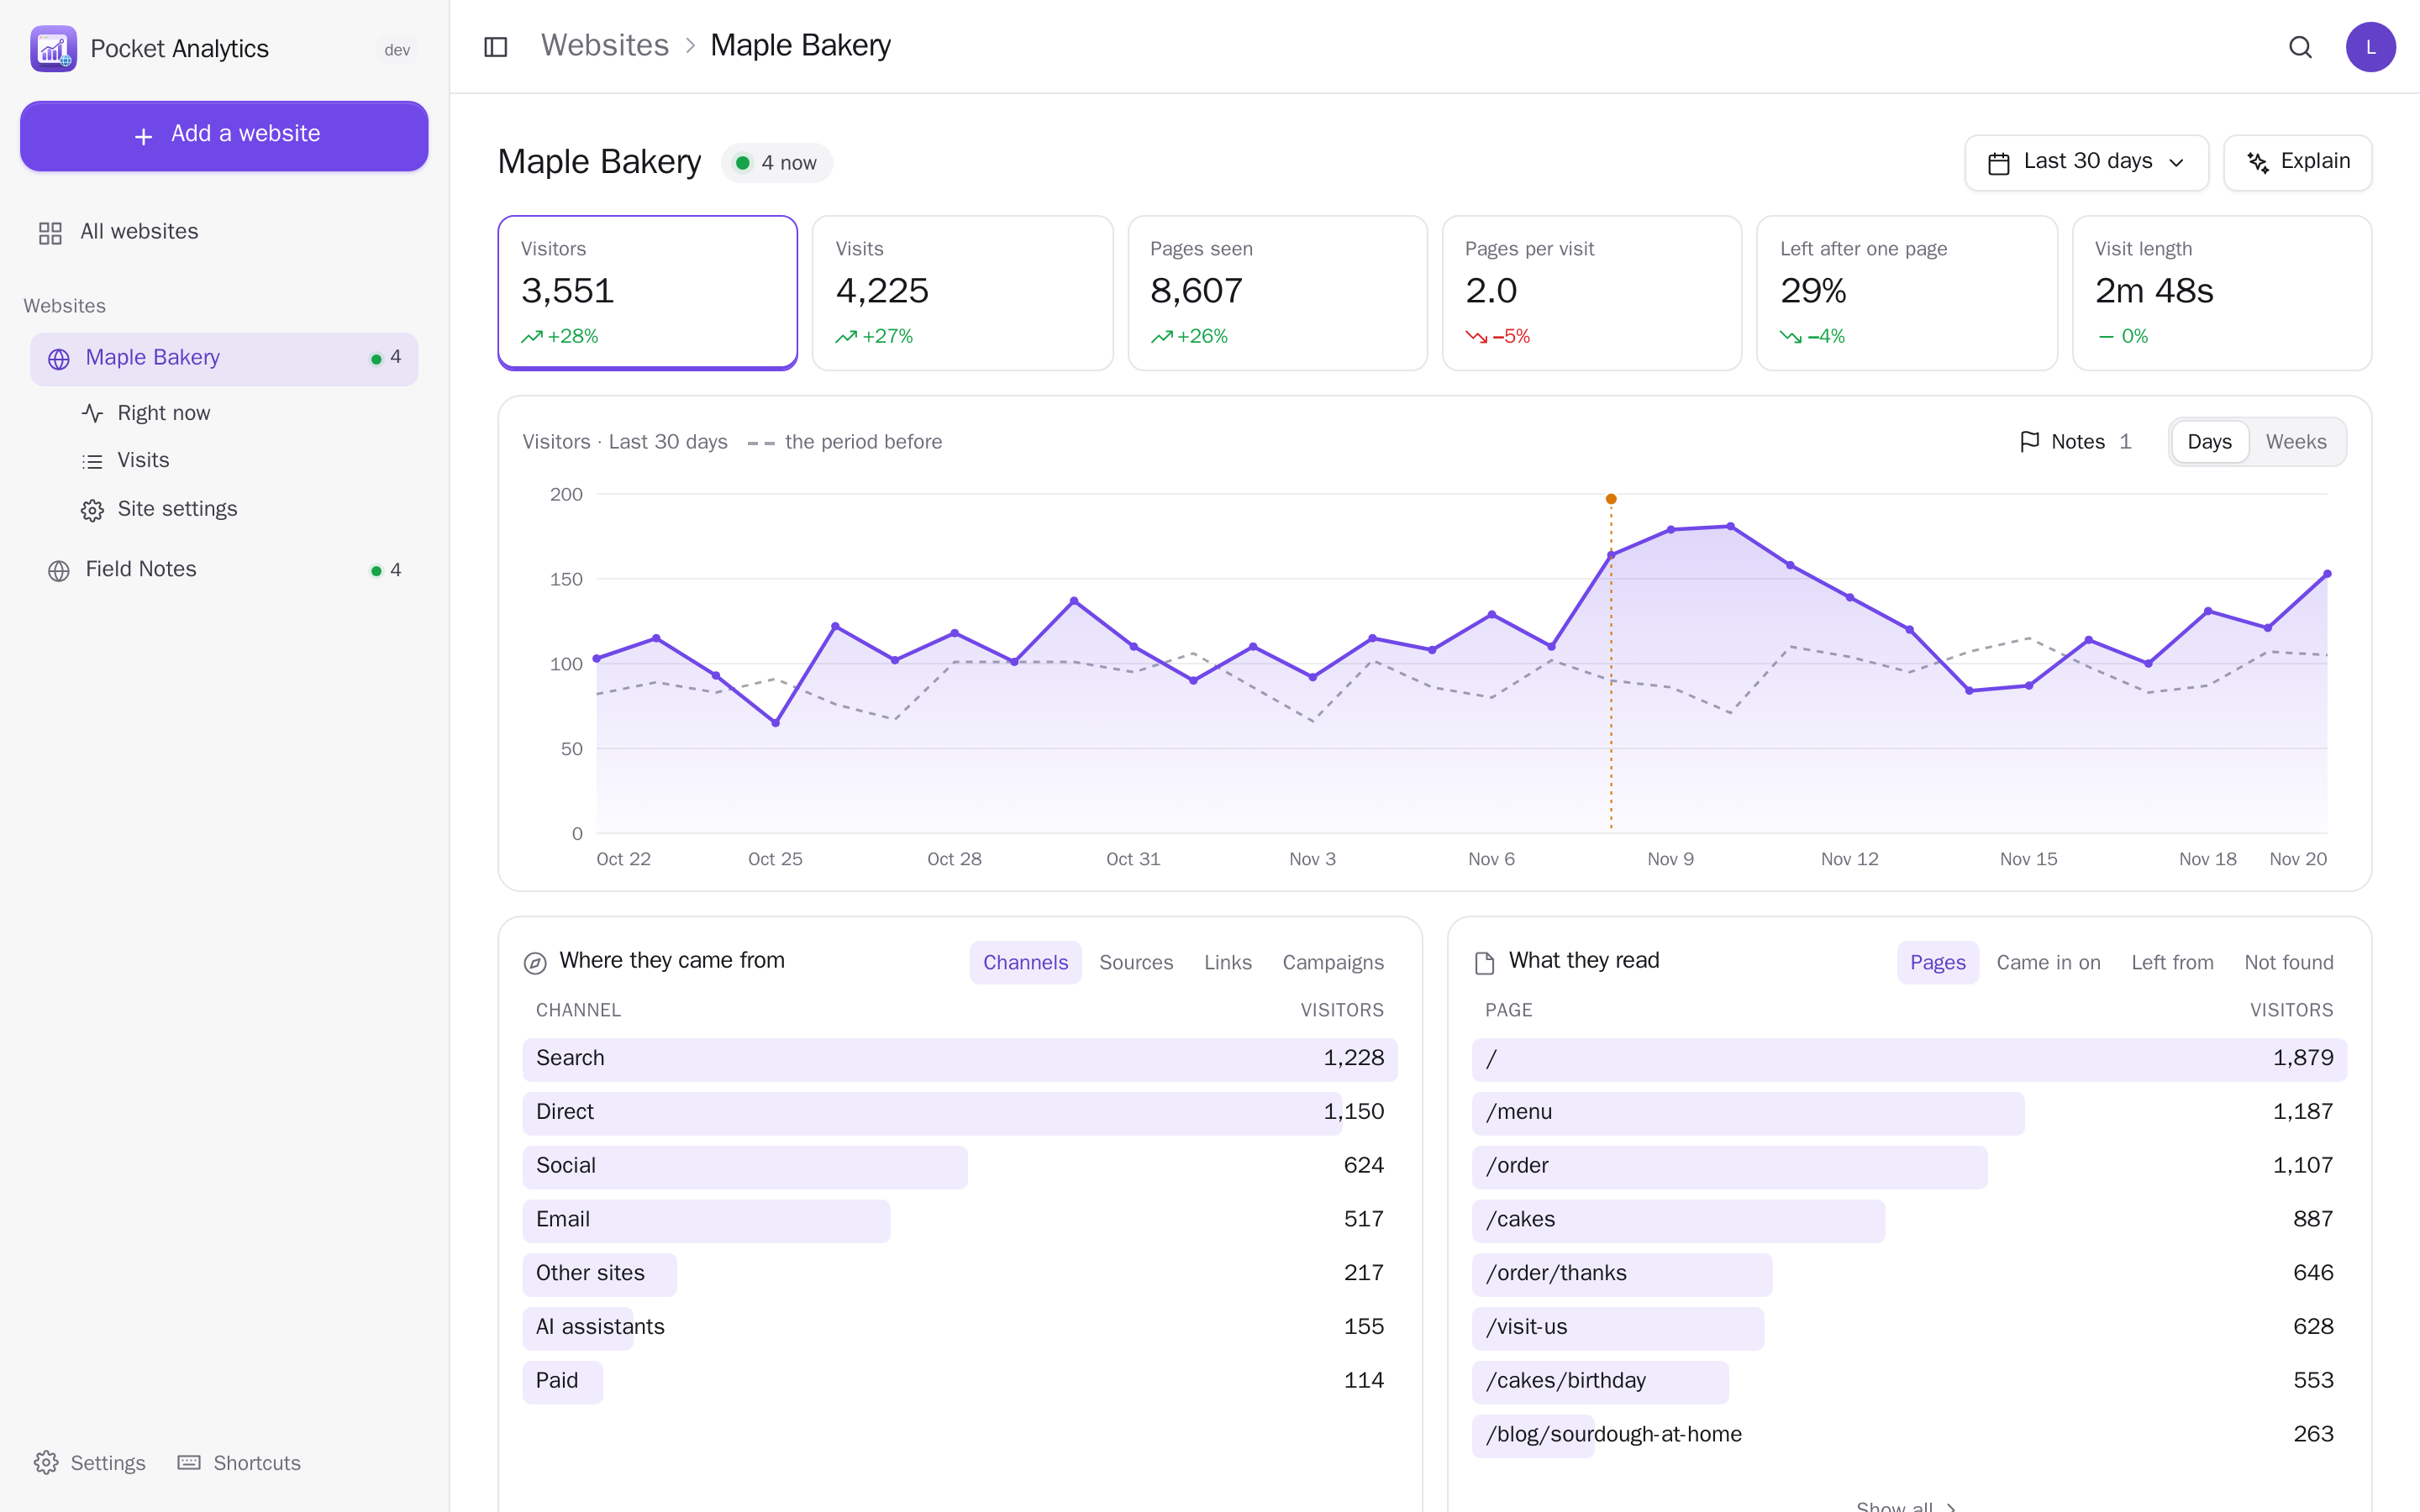 Pocket Analytics dev
Add a website
All websites
Websites
Maple Bakery 4
Right now
Visits
Site settings
Field Notes 4
Settings Shortcuts
Websites > Maple Bakery
L
Maple Bakery 4 now
Last 30 days Explain
Visitors
3,551
+28%
Visits
4,225
+27%
Pages seen
8,607
+26%
Pages per visit
2.0
–5%
Left after one page
29%
–4%
Visit length
2m 48s
0%
Visitors · Last 30 days the period before
Notes 1 Days Weeks
200
150
100
50
0
Oct 22 Oct 25 Oct 28 Oct 31 Nov 3 Nov 6 Nov 9 Nov 12 Nov 15 Nov 18 Nov 20
Where they came from Channels Sources Links Campaigns
CHANNEL VISITORS
Search 1,228
Direct 1,150
Social 624
Email 517
Other sites 217
AI assistants 155
Paid 114
What they read Pages Came in on Left from Not found
PAGE VISITORS
/ 1,879
/menu 1,187
/order 1,107
/cakes 887
/order/thanks 646
/visit-us 628
/cakes/birthday 553
/blog/sourdough-at-home 263
Show all